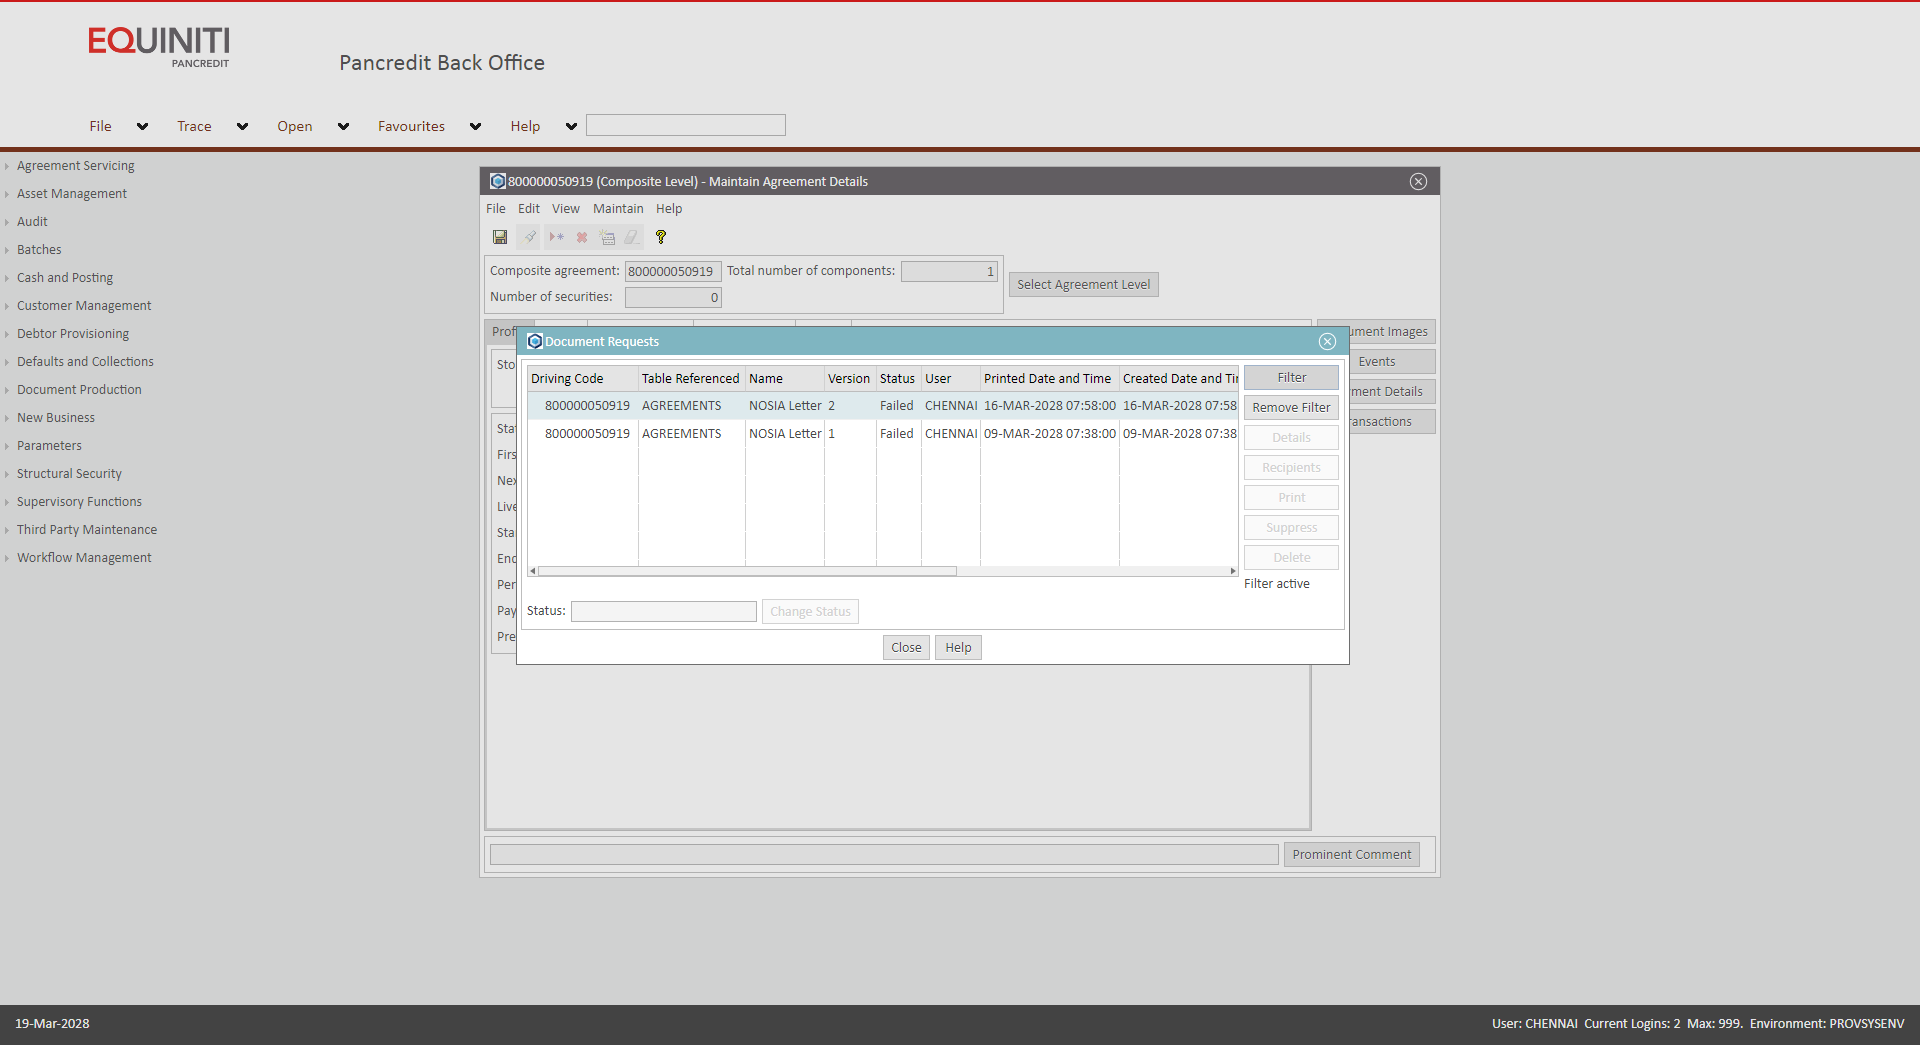 EQUINITI
PANCREDIT
Pancredit Back Office
File Trace Open Favourites Help
Agreement Servicing
Asset Management
Audit
Batches
Cash and Posting
Customer Management
Debtor Provisioning
Defaults and Collections
Document Production
New Business
Parameters
Structural Security
Supervisory Functions
Third Party Maintenance
Workflow Management
800000050919 (Composite Level) - Maintain Agreement Details
File Edit View Maintain Help
Composite agreement: 800000050919 Total number of components: 1
Number of securities: 0
Select Agreement Level
Prof
ument Images
Events
ment Details
ansactions
Sto
Stat
Firs
Nex
Live
Star
End
Per
Pay
Pre
Document Requests
Driving Code Table Referenced Name Version Status User Printed Date and Time Created Date and Tir
800000050919 AGREEMENTS NOSIA Letter 2 Failed CHENNAI 16-MAR-2028 07:58:00 16-MAR-2028 07:58
800000050919 AGREEMENTS NOSIA Letter 1 Failed CHENNAI 09-MAR-2028 07:38:00 09-MAR-2028 07:38
Filter
Remove Filter
Details
Recipients
Print
Suppress
Delete
Filter active
Status: Change Status
Close Help
Prominent Comment
19-Mar-2028
User: CHENNAI Current Logins: 2 Max: 999. Environment: PROVSYSENV